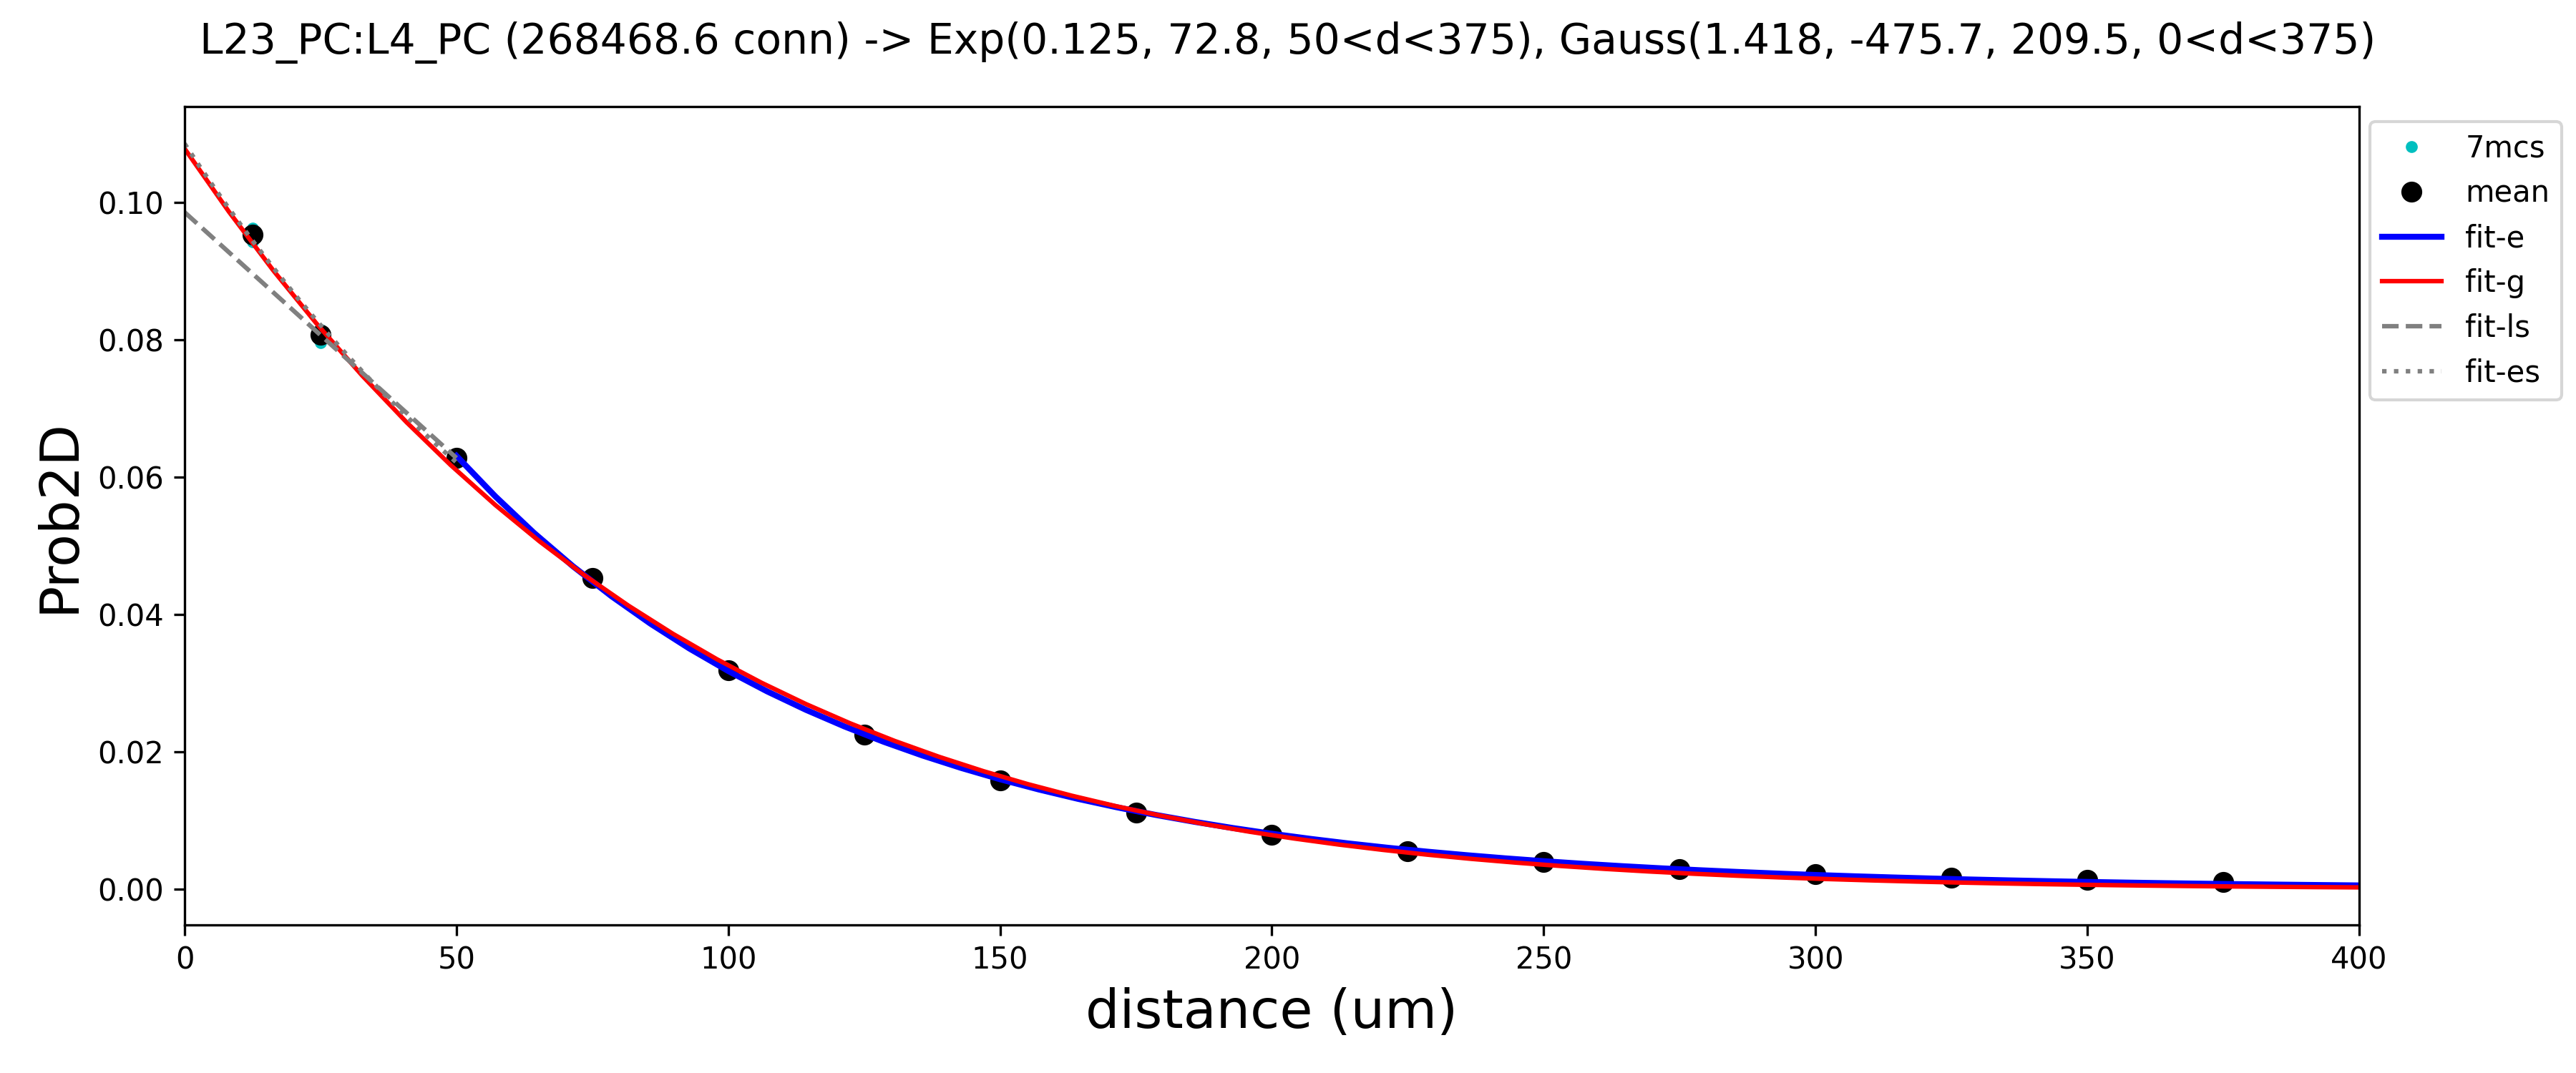 L23_PC:L4_PC (268468.6 conn) -> Exp(0.125, 72.8, 50<d<375), Gauss(1.418, -475.7, 209.5, 0<d<375)
7mcs
mean
fit-e
fit-g
fit-ls
fit-es
Prob2D
0.10
0.08
0.06
0.04
0.02
0.00
0 50 100 150 200 250 300 350 400
distance (um)